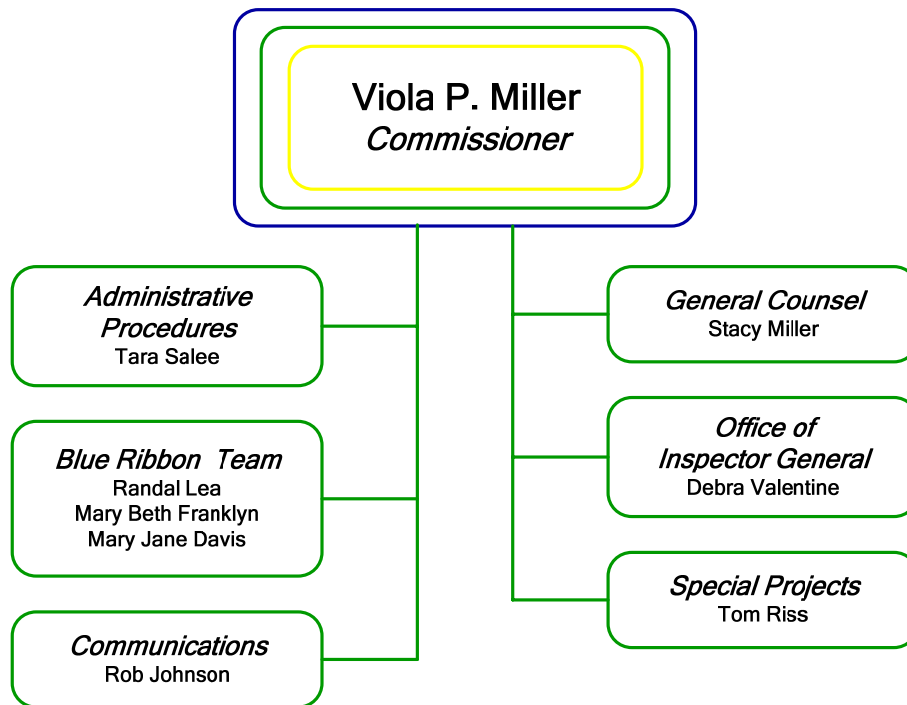 Viola P. Miller
Commissioner
Administrative
Procedures
Tara Salee
Blue Ribbon Team
Randal Lea
Mary Beth Franklyn
Mary Jane Davis
Communications
Rob Johnson
General Counsel
Stacy Miller
Office of
Inspector General
Debra Valentine
Special Projects
Tom Riss